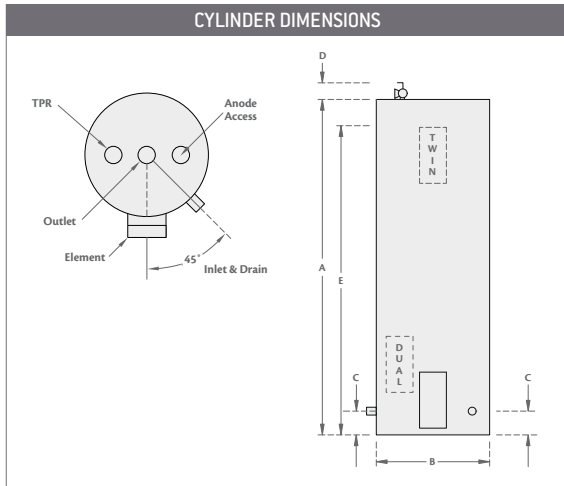 CYLINDER DIMENSIONS
TPR
Anode
Access
Outlet
Element
45°
Inlet & Drain
D
A
E
TWIN
DUAL
C
C
B